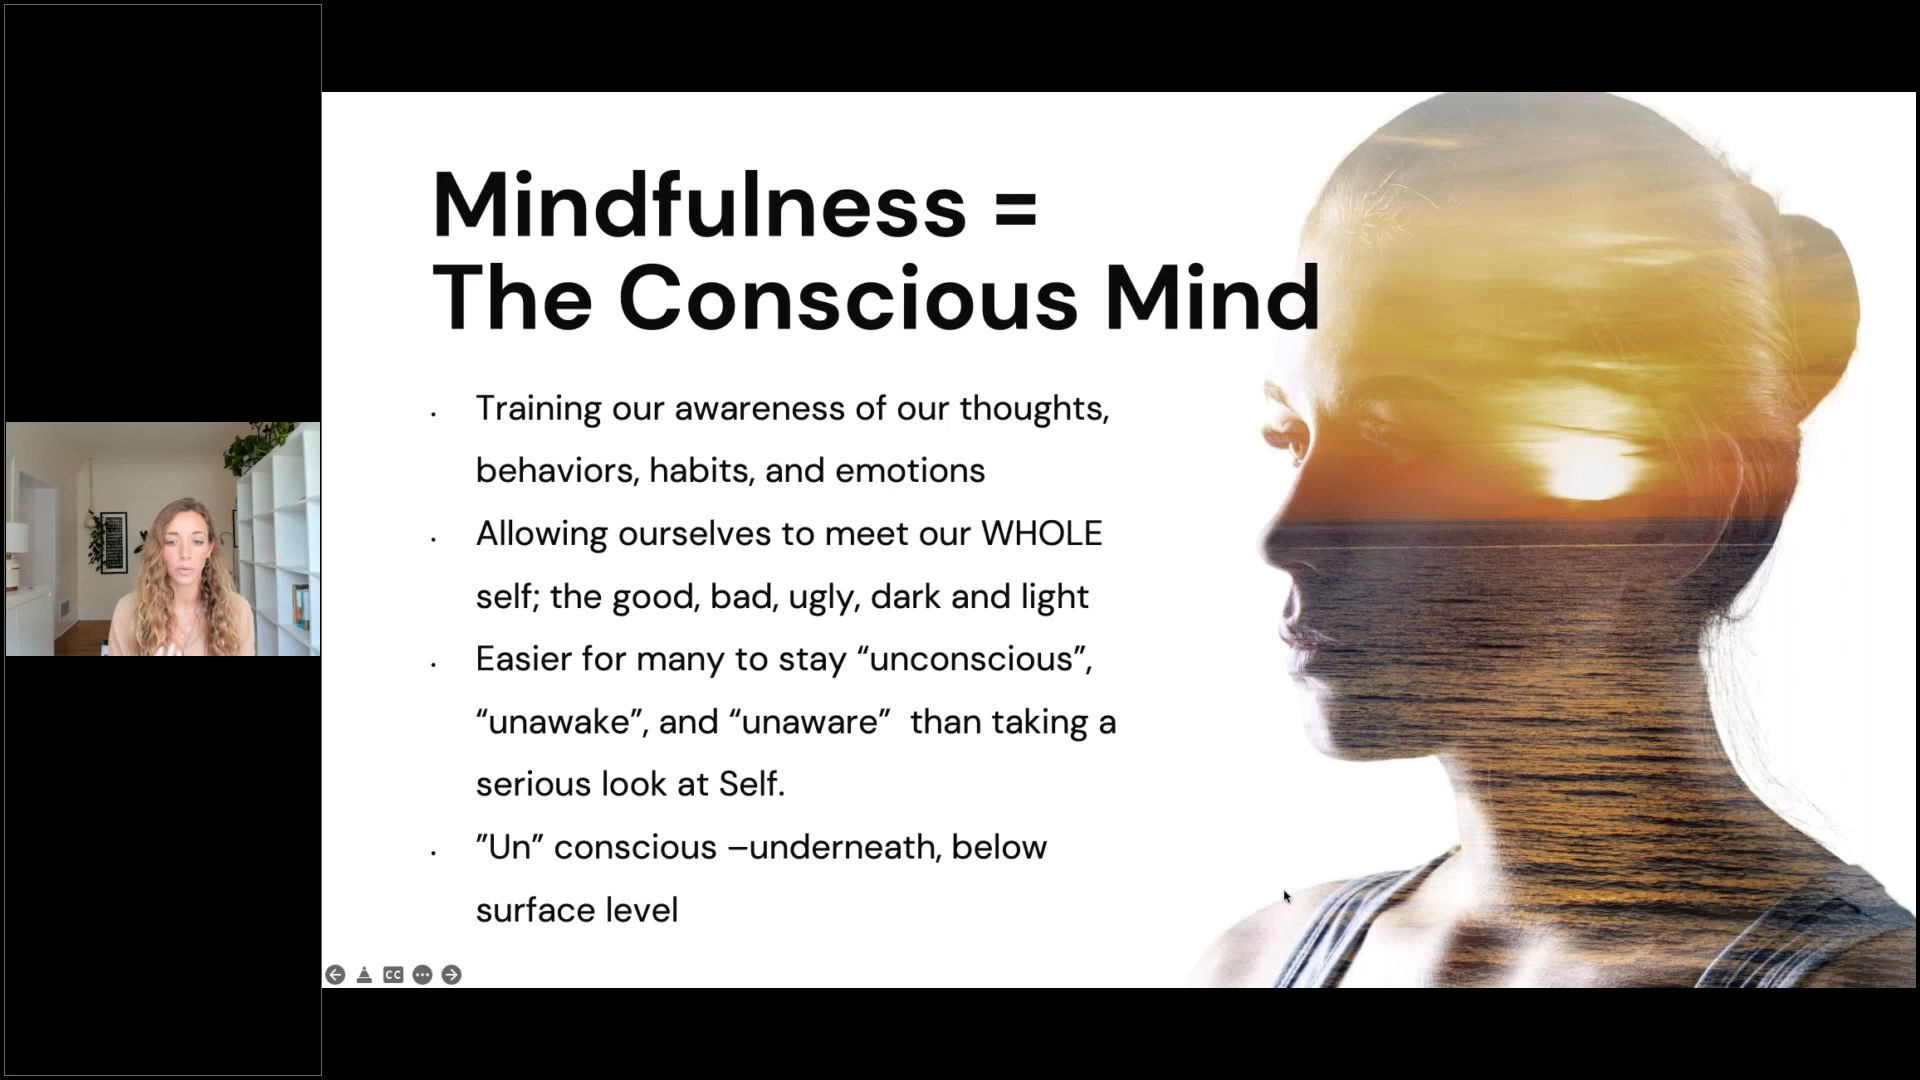 Mindfulness =
The Conscious Mind
· Training our awareness of our thoughts,
behaviors, habits, and emotions
· Allowing ourselves to meet our WHOLE
self; the good, bad, ugly, dark and light
· Easier for many to stay “unconscious”,
“unawake”, and “unaware”  than taking a
serious look at Self.
· ”Un” conscious –underneath, below
surface level
CC